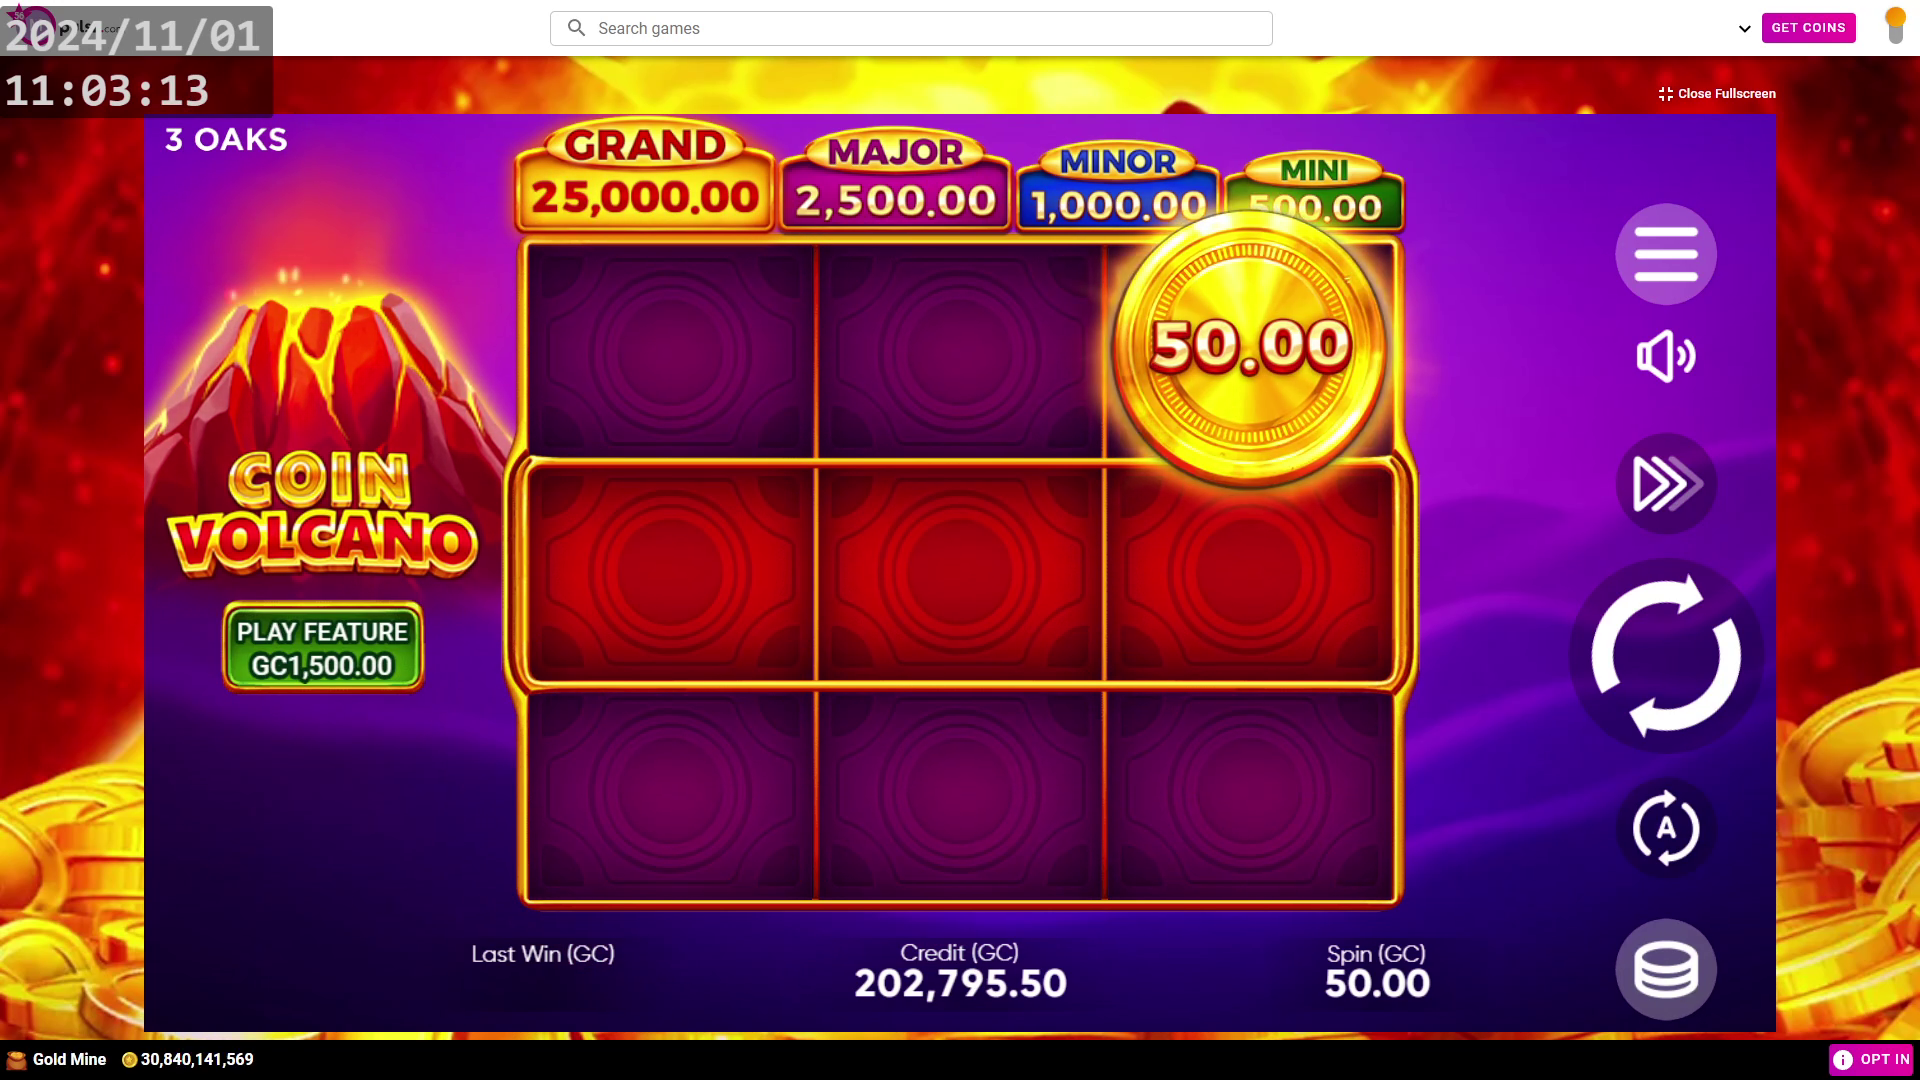 2024/11/01
11:03:13
Search games
GET COINS
Close Fullscreen
3 OAKS
GRAND
25,000.00
MAJOR
2,500.00
MINOR
1,000.00
MINI
500.00
50.00
COIN
VOLCANO
PLAY FEATURE
GC1,500.00
Last Win (GC)
Credit (GC)
202,795.50
Spin (GC)
50.00
A
Gold Mine
30,840,141,569
OPT IN